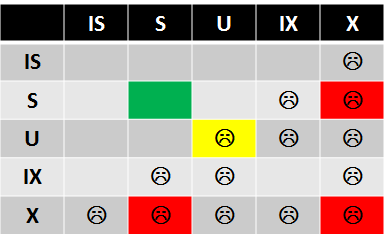 IS S U IX X
IS ☹
S ☹ ☹
U ☹ ☹ ☹
IX ☹ ☹ ☹
X ☹ ☹ ☹ ☹ ☹